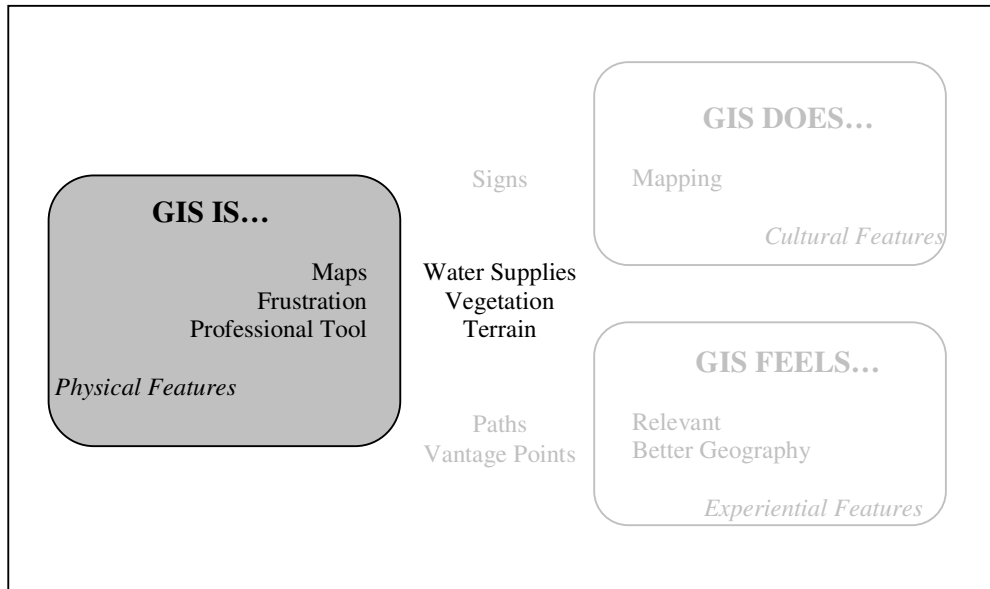 GIS IS…
Maps
Frustration
Professional Tool
Physical Features
Signs
Water Supplies
Vegetation
Terrain
Paths
Vantage Points
GIS DOES…
Mapping
Cultural Features
GIS FEELS…
Relevant
Better Geography
Experiential Features